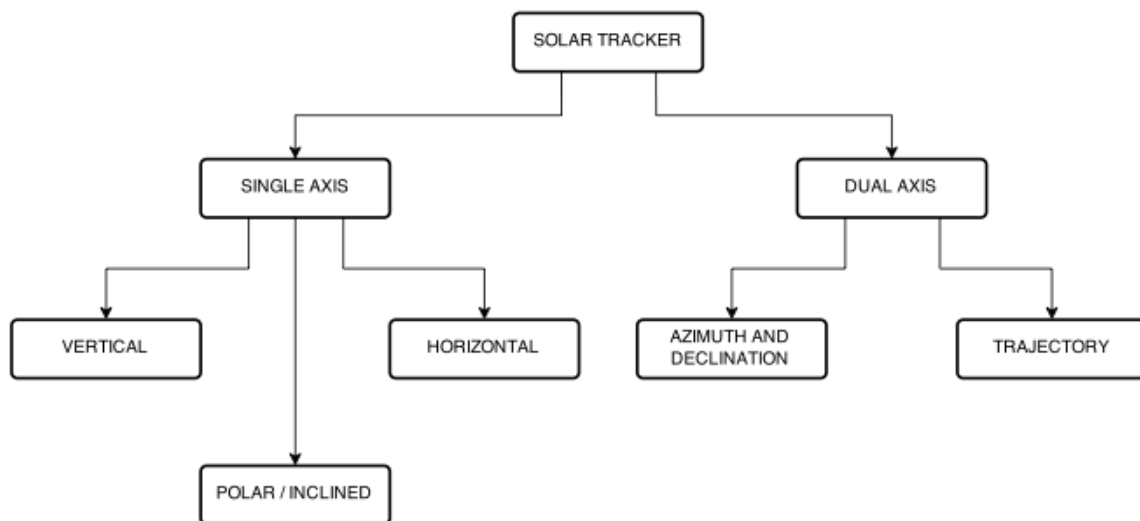 SOLAR TRACKER
SINGLE AXIS
DUAL AXIS
VERTICAL
HORIZONTAL
AZIMUTH AND
DECLINATION
TRAJECTORY
POLAR / INCLINED